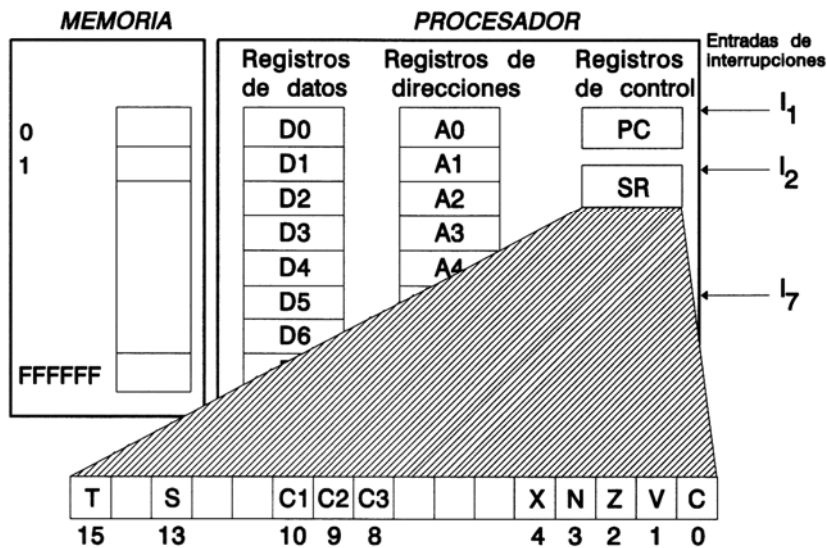 MEMORIA
PROCESADOR
Entradas de
interrupciones
Registros
de datos
Registros de
direcciones
Registros
de control
0
1
FFFFFF
D0
D1
D2
D3
D4
D5
D6
A0
A1
A2
A3
A4
PC
SR
I1
I2
I7
T S C1 C2 C3 X N Z V C
15 13 10 9 8 4 3 2 1 0